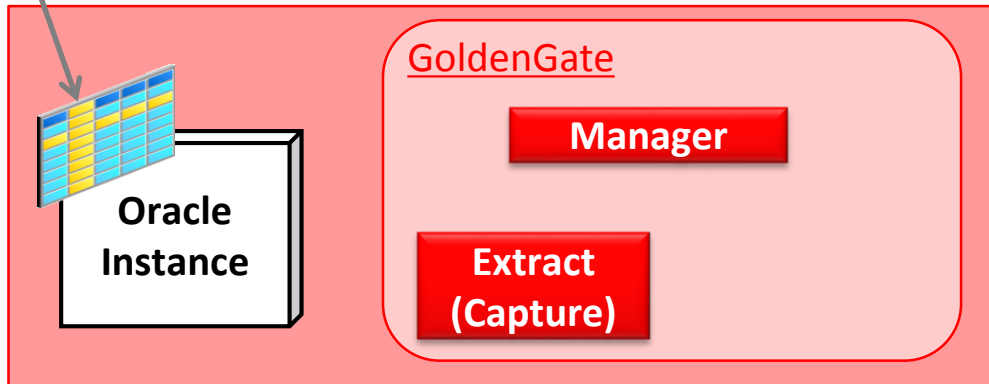 GoldenGate
Manager
Oracle
Instance
Extract
(Capture)